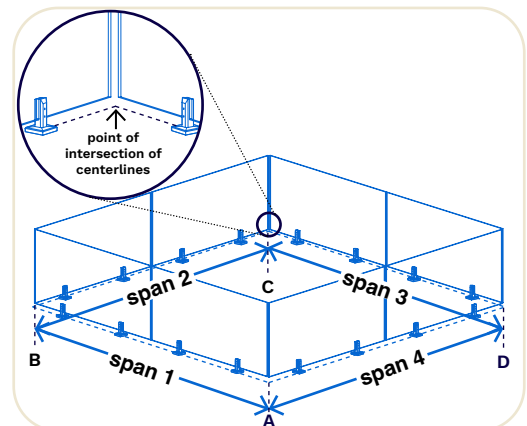 point of
intersection of
centerlines
span 2
span 3
C
B
span 1
span 4
D
A